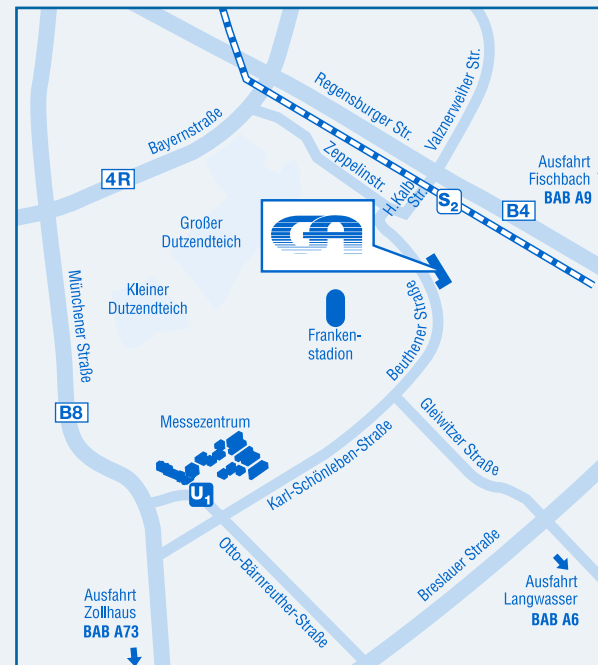 Regensburger Str.
Valznerweiher Str.
Bayernstraße
Zeppelinstr.
H.Kalb
Str.
S2
4R
Ausfahrt
Fischbach
BAB A9
B4
Großer
Dutzendteich
GA
Kleiner
Dutzendteich
Münchener Straße
Franken-
stadion
Beuthener Straße
B8
Messezentrum
Gleiwitzer Straße
Karl-Schönleben-Straße
U1
Otto-Bärnreuther-Straße
Breslauer Straße
Ausfahrt
Zollhaus
BAB A73
Ausfahrt
Langwasser
BAB A6